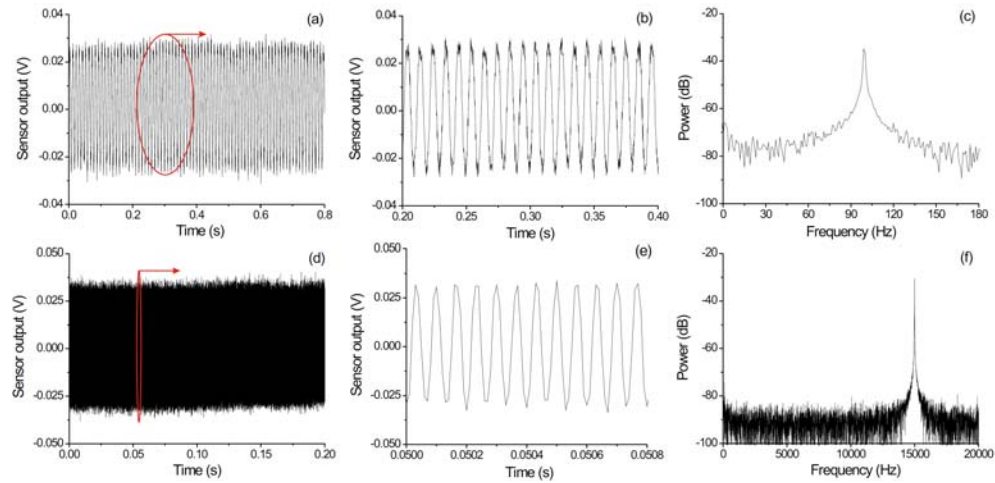 (a)
Sensor output (V)
0.04
0.02
0.00
-0.02
-0.04
0.0 0.2 0.4 0.6 0.8
Time (s)
(b)
Sensor output (V)
0.04
0.02
0.00
-0.02
-0.04
0.20 0.25 0.30 0.35 0.40
Time (s)
(c)
Power (dB)
-20
-40
-60
-80
-100
0 30 60 90 120 150 180
Frequency (Hz)
(d)
Sensor output (V)
0.050
0.025
0.000
-0.025
-0.050
0.00 0.05 0.10 0.15 0.20
Time (s)
(e)
Sensor output (V)
0.050
0.025
0.000
-0.025
-0.050
0.0500 0.0502 0.0504 0.0506 0.0508
Time (s)
(f)
Power (dB)
-20
-40
-60
-80
-100
0 5000 10000 15000 20000
Frequency (Hz)